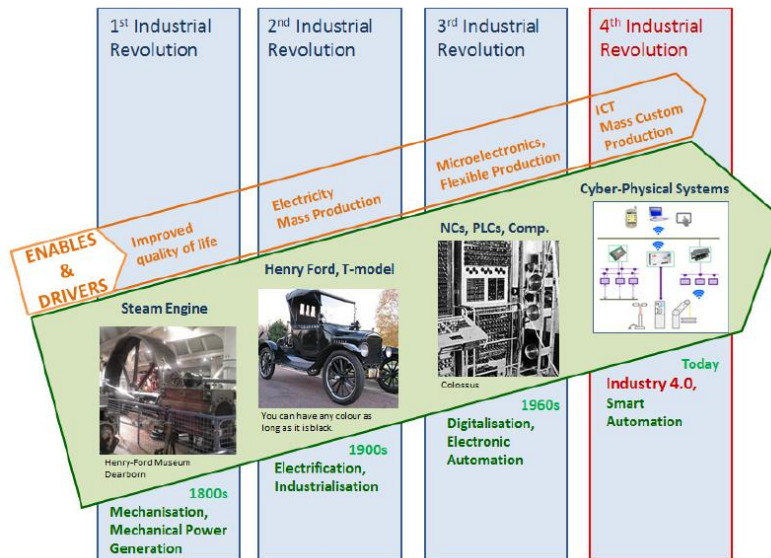 1st Industrial
Revolution
2nd Industrial
Revolution
3rd Industrial
Revolution
4th Industrial
Revolution
ENABLES
&
DRIVERS
Improved
quality of life
Electricity
Mass Production
Microelectronics,
Flexible Production
ICT
Mass Custom
Production
Steam Engine
Henry-Ford Museum
Dearborn
1800s
Mechanisation,
Mechanical Power
Generation
Henry Ford, T-model
You can have any colour as
long as it is black.
1900s
Electrification,
Industrialisation
NCs, PLCs, Comp.
Colossus
1960s
Digitalisation,
Electronic
Automation
Cyber-Physical Systems
Today
Industry 4.0,
Smart
Automation